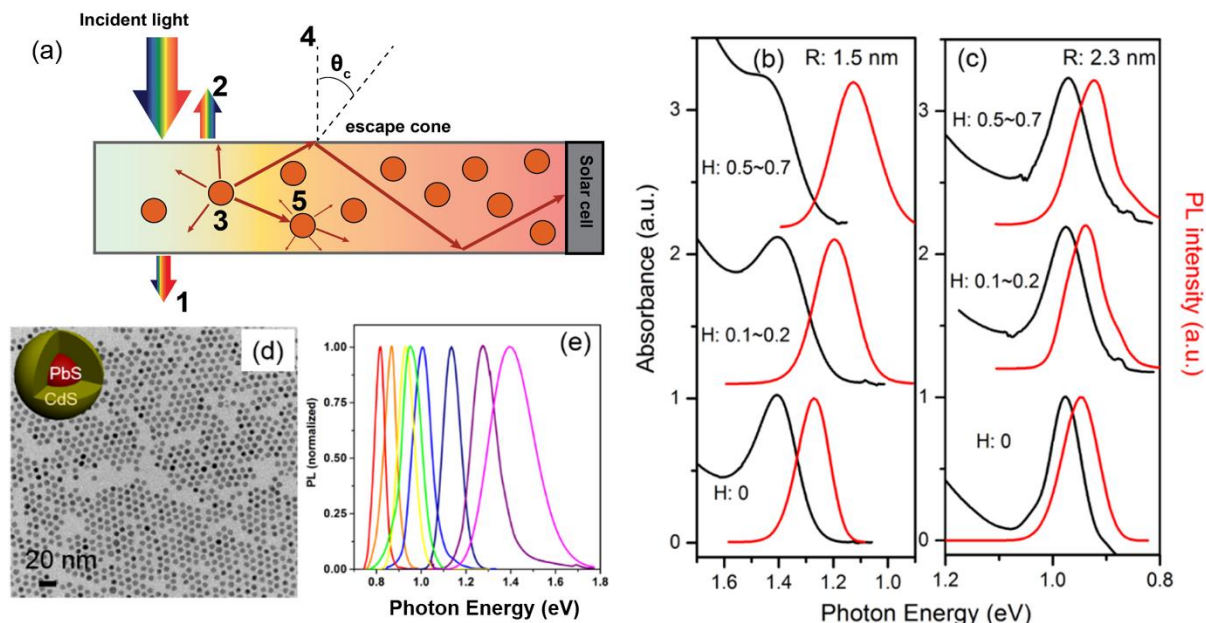 (a)
Incident light
4
θc
2
escape cone
3
5
1
Solar cell
(d)
PbS
CdS
20 nm
(e)
PL (normalized)
1.00
0.75
0.50
0.25
0.00
0.8 1.0 1.2 1.4 1.6 1.8
Photon Energy (eV)
(b) R: 1.5 nm
Absorbance (a.u.)
3
2
1
0
H: 0.5~0.7
H: 0.1~0.2
H: 0
1.6 1.4 1.2 1.0
(c) R: 2.3 nm
3
2
1
0
H: 0.5~0.7
H: 0.1~0.2
H: 0
1.2 1.0 0.8
PL intensity (a.u.)
Photon Energy (eV)